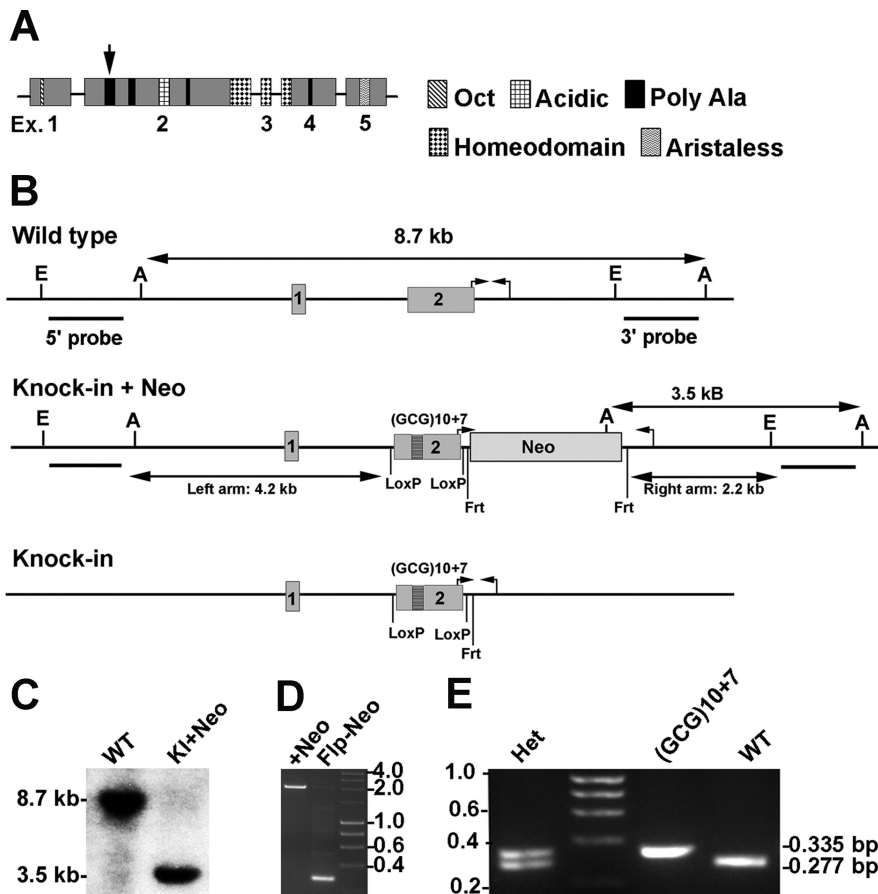 A
Oct Acidic Poly Ala
Ex. 1 2 3 4 5
Homeodomain Aristaless
B
Wild type
8.7 kb
E A E A
1 2
5' probe 3' probe
Knock-in + Neo
3.5 kB
(GCG)10+7
E A A E A
1 2 Neo
Left arm: 4.2 kb LoxP LoxP Right arm: 2.2 kb
Frt Frt
Knock-in
(GCG)10+7
1 2
LoxP LoxP
Frt
C
WT KI+Neo
8.7 kb-
3.5 kb-
D
+Neo Flp-Neo
-4.0
-2.0
-1.0
-0.6
-0.4
E
Het (GCG)10+7 WT
1.0 -
0.6 -
0.4 -
0.2 -
-0.335 bp
-0.277 bp